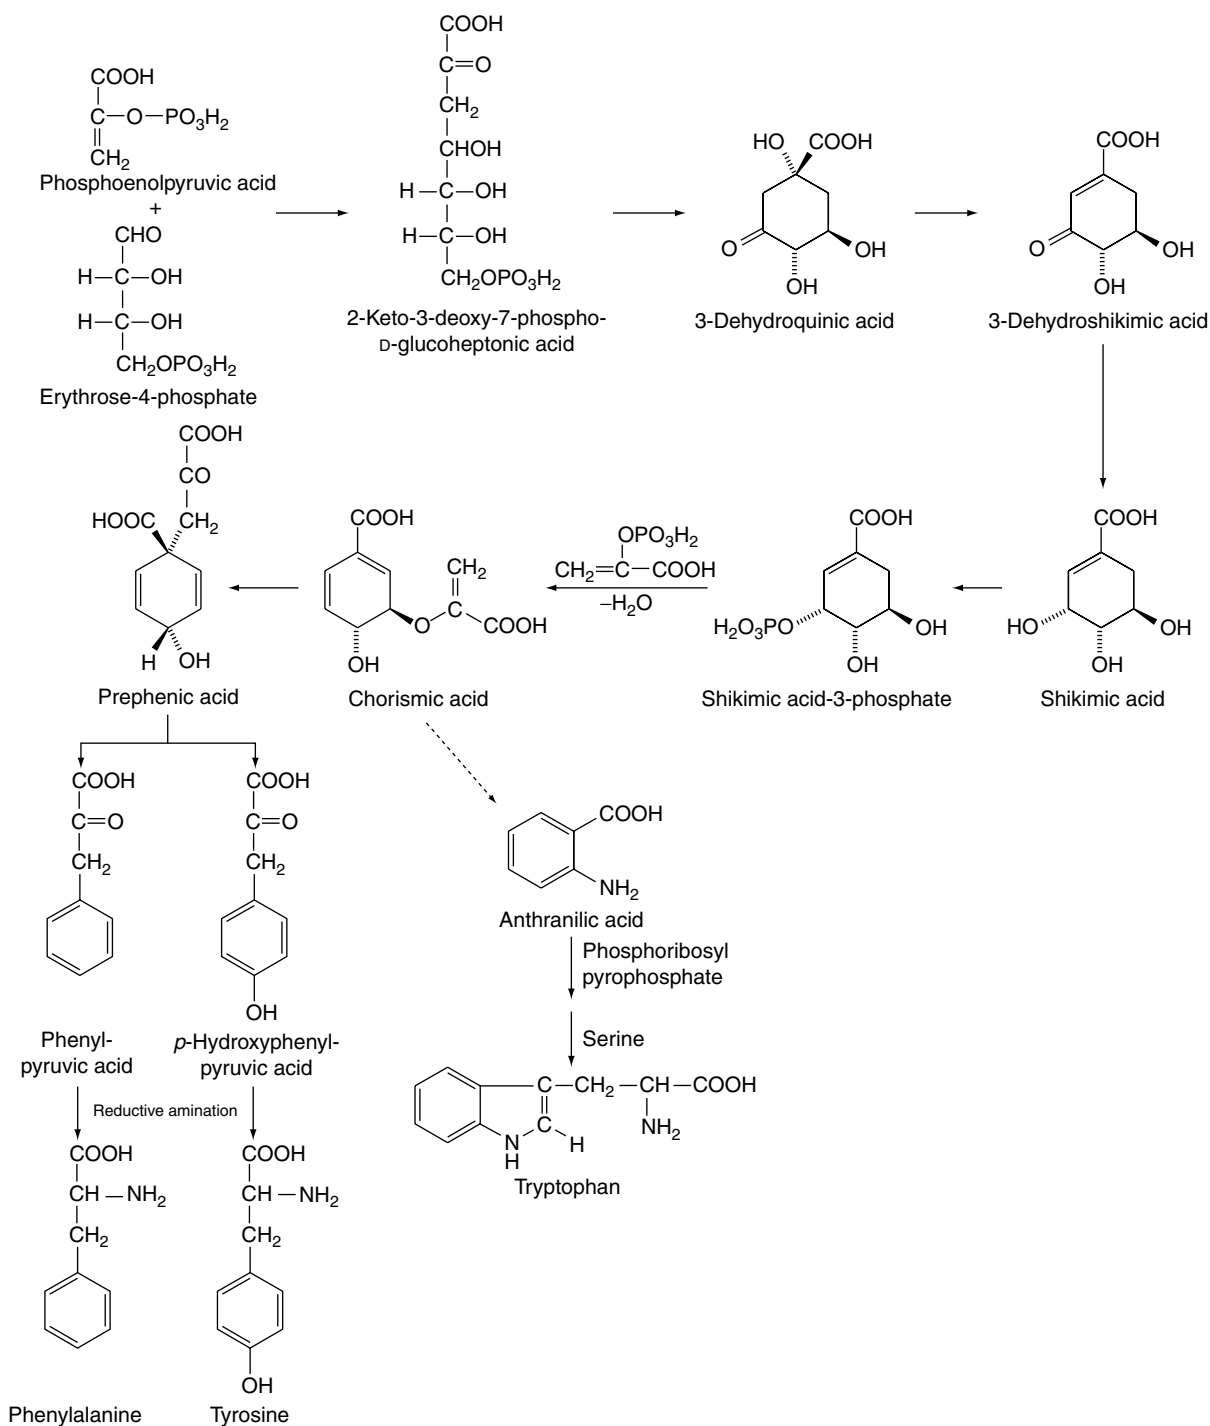 COOH
C—O—PO3H2
CH2
Phosphoenolpyruvic acid
+
CHO
H—C—OH
H—C—OH
CH2OPO3H2
Erythrose-4-phosphate
COOH
C=O
CH2
CHOH
H—C—OH
H—C—OH
CH2OPO3H2
2-Keto-3-deoxy-7-phospho-
D-glucoheptonic acid
HO COOH
O OH
OH
3-Dehydroquinic acid
COOH
O OH
OH
3-Dehydroshikimic acid
COOH
HO OH
OH
Shikimic acid
COOH
H2O3PO OH
OH
Shikimic acid-3-phosphate
OPO3H2
CH2=C—COOH
–H2O
COOH
CH2
O C COOH
OH
Chorismic acid
COOH
CO
HOOC CH2
H OH
Prephenic acid
COOH
C=O
CH2
Phenyl-
pyruvic acid
COOH
C=O
CH2
OH
p-Hydroxyphenyl-
pyruvic acid
Reductive amination
COOH
CH—NH2
CH2
Phenylalanine
COOH
CH—NH2
CH2
OH
Tyrosine
COOH
NH2
Anthranilic acid
Phosphoribosyl
pyrophosphate
Serine
C—CH2—CH—COOH
C NH2
N H
H
Tryptophan